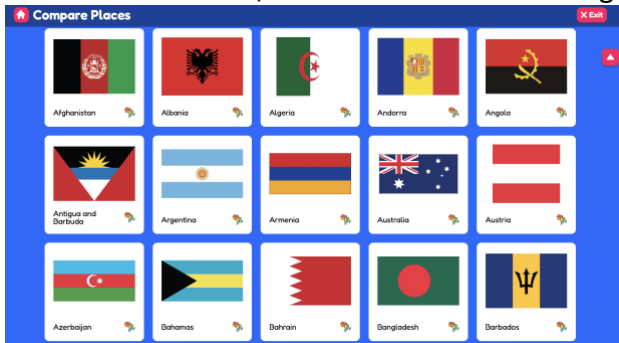 Compare Places
X Exit
Afghanistan
Albania
Algeria
Andorra
Angola
Antigua and
Barbuda
Argentina
Armenia
Australia
Austria
Azerbaijan
Bahamas
Bahrain
Bangladesh
Barbados